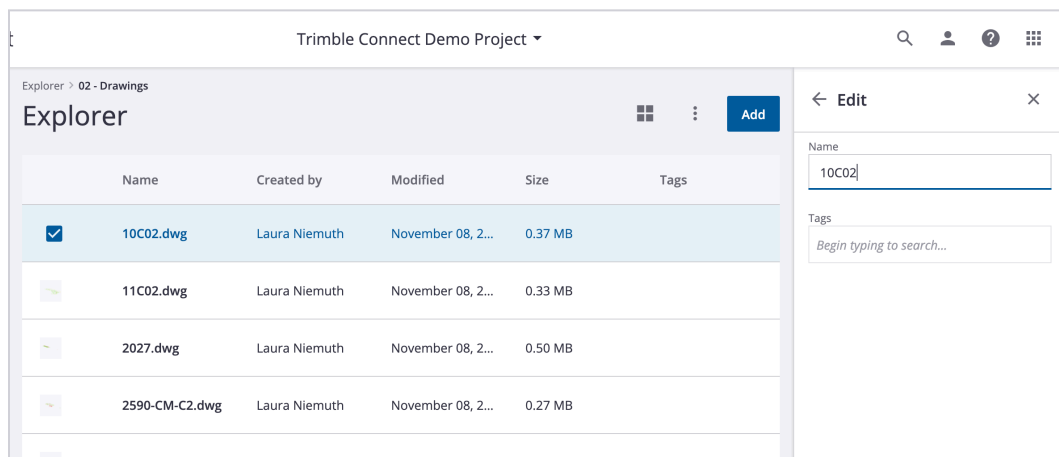 t
Trimble Connect Demo Project
Explorer > 02 - Drawings
Explorer
Add
Name Created by Modified Size Tags
10C02.dwg Laura Niemuth November 08, 2... 0.37 MB
11C02.dwg Laura Niemuth November 08, 2... 0.33 MB
2027.dwg Laura Niemuth November 08, 2... 0.50 MB
2590-CM-C2.dwg Laura Niemuth November 08, 2... 0.27 MB
Edit
Name
10C02
Tags
Begin typing to search...